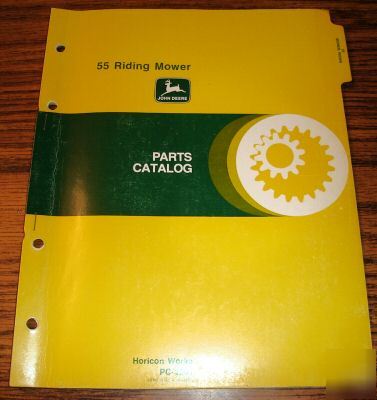 55 Riding Mower
JOHN DEERE
PARTS
CATALOG
Horicon Works